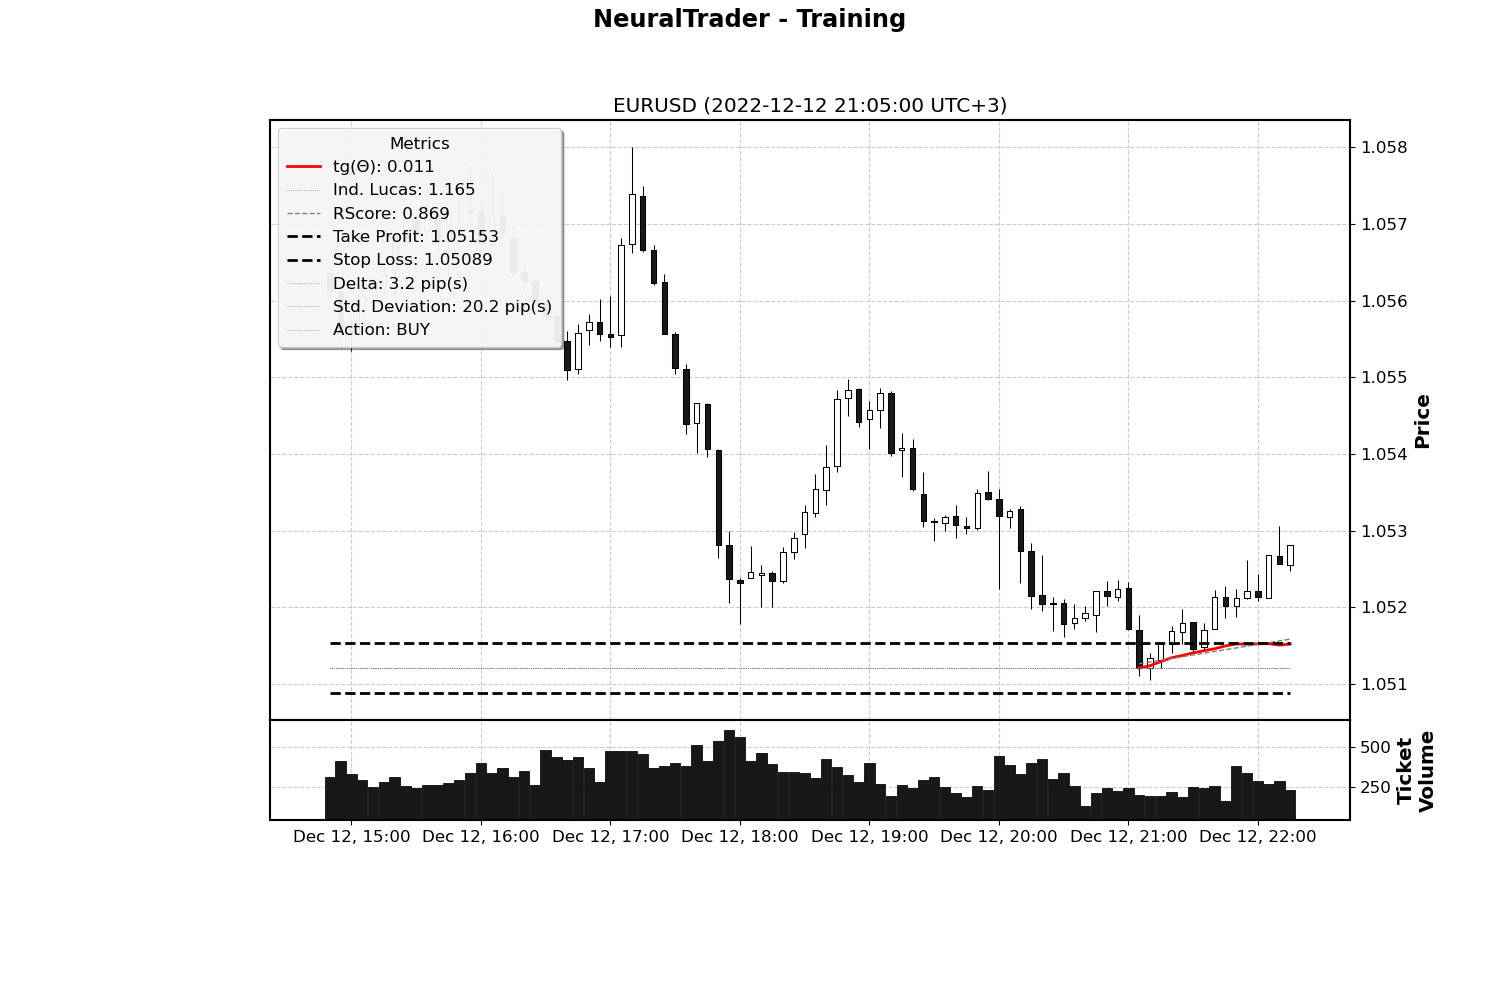 NeuralTrader - Training
EURUSD (2022-12-12 21:05:00 UTC+3)
Metrics
tg(Θ): 0.011
Ind. Lucas: 1.165
RScore: 0.869
Take Profit: 1.05153
Stop Loss: 1.05089
Delta: 3.2 pip(s)
Std. Deviation: 20.2 pip(s)
Action: BUY
1.058
1.057
1.056
1.055
1.054
1.053
1.052
1.051
Price
500
250
Ticket
Volume
Dec 12, 15:00 Dec 12, 16:00 Dec 12, 17:00 Dec 12, 18:00 Dec 12, 19:00 Dec 12, 20:00 Dec 12, 21:00 Dec 12, 22:00